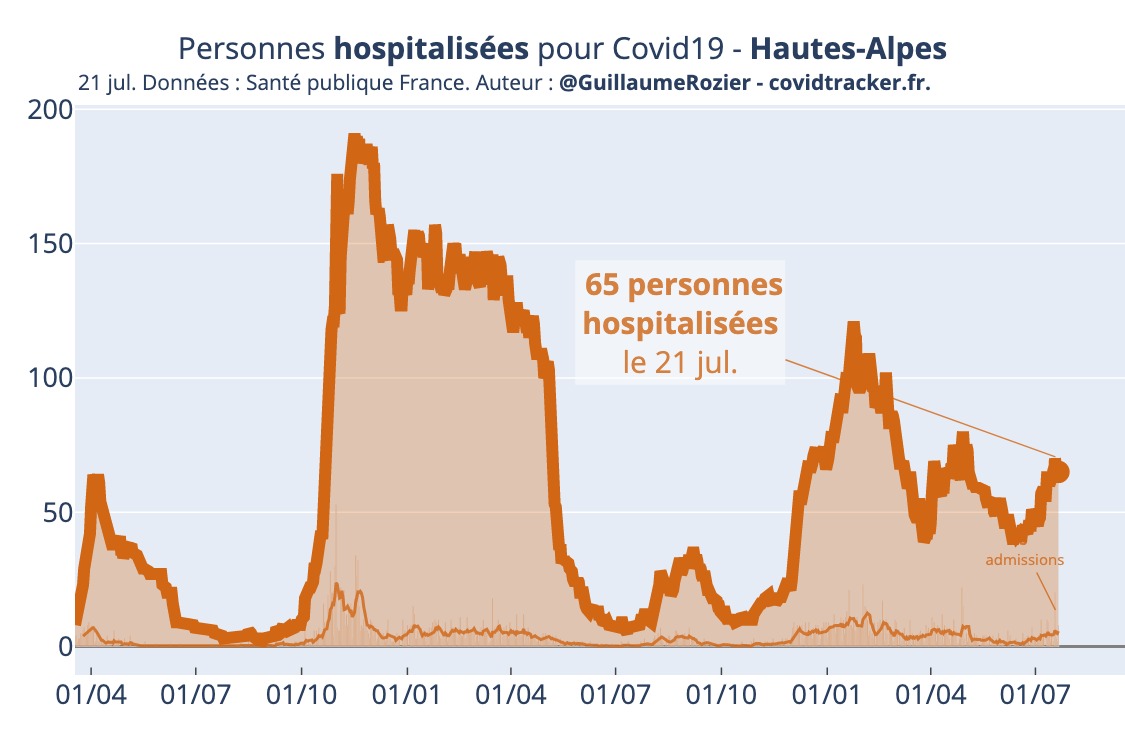 Personnes hospitalisées pour Covid19 - Hautes-Alpes
21 jul. Données : Santé publique France. Auteur : @GuillaumeRozier - covidtracker.fr.
200
150
65 personnes
hospitalisées
le 21 jul.
100
50
admissions
0
01/04 01/07 01/10 01/01 01/04 01/07 01/10 01/01 01/04 01/07